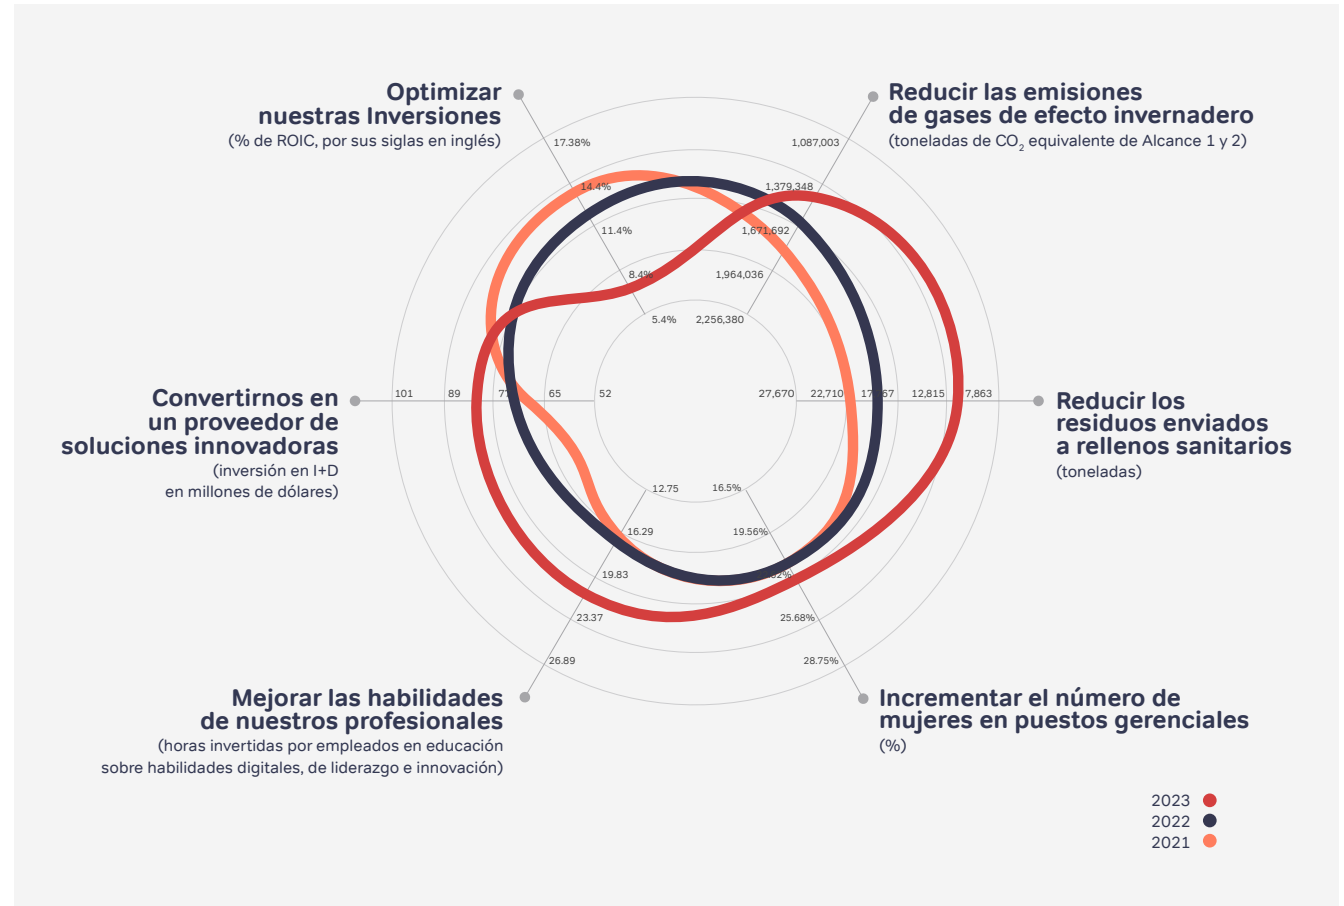 Optimizar
nuestras Inversiones
(% de ROIC, por sus siglas en inglés)
Reducir las emisiones
de gases de efecto invernadero
(toneladas de CO₂ equivalente de Alcance 1 y 2)
17.38%
14.4%
11.4%
8.4%
5.4%
1,087,003
1,379,348
1,671,692
1,964,036
2,256,380
Convertirnos en
un proveedor de
soluciones innovadoras
(inversión en I+D
en millones de dólares)
101
89
65
52
27,670
22,710
12,815
7,863
Reducir los
residuos enviados
a rellenos sanitarios
(toneladas)
12.75
16.29
19.83
23.37
26.89
16.5%
19.56%
25.68%
28.75%
Mejorar las habilidades
de nuestros profesionales
(horas invertidas por empleados en educación
sobre habilidades digitales, de liderazgo e innovación)
Incrementar el número de
mujeres en puestos gerenciales
(%)
2023
2022
2021